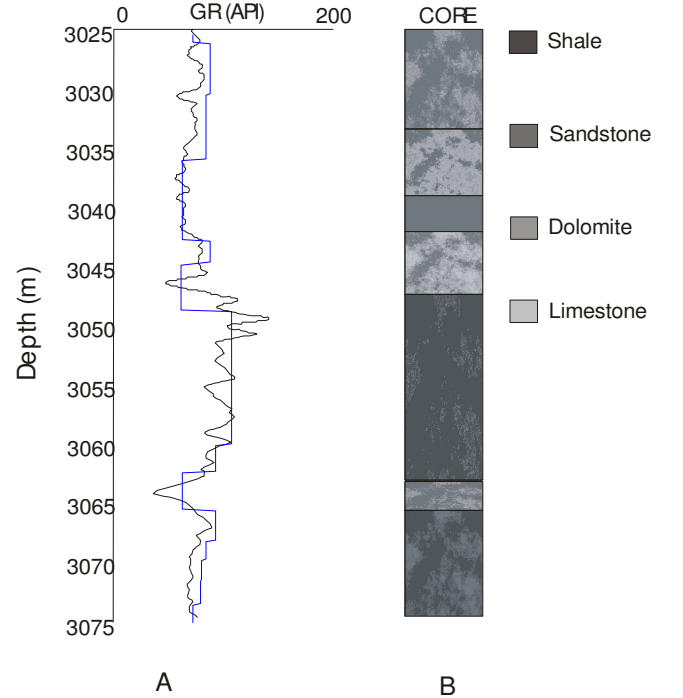 0 GR (API) 200
CORE
3025
3030
3035
3040
3045
3050
3055
3060
3065
3070
3075
Depth (m)
Shale
Sandstone
Dolomite
Limestone
A
B